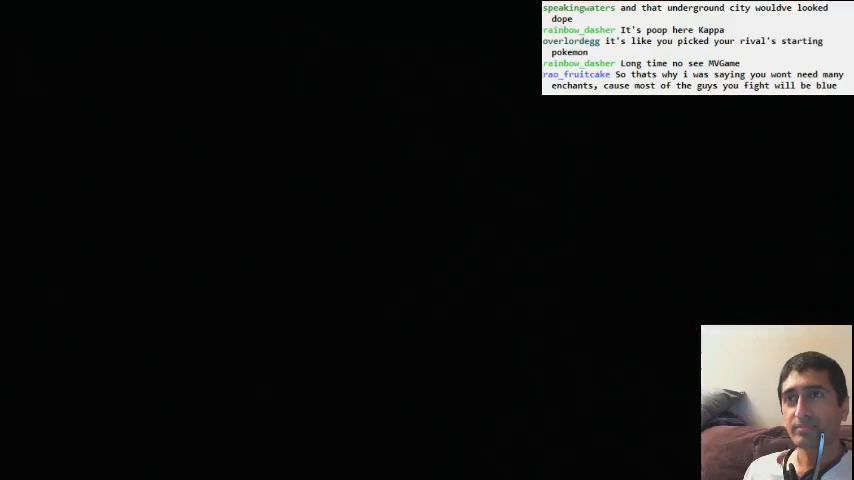 speakingwaters and that underground city wouldve looked
dope
rainbow_dasher It's poop here Kappa
overlordegg it's like you picked your rival's starting
pokemon
rainbow_dasher Long time no see MVGame
rao_fruitcake So thats why i was saying you wont need many
enchants, cause most of the guys you fight will be blue